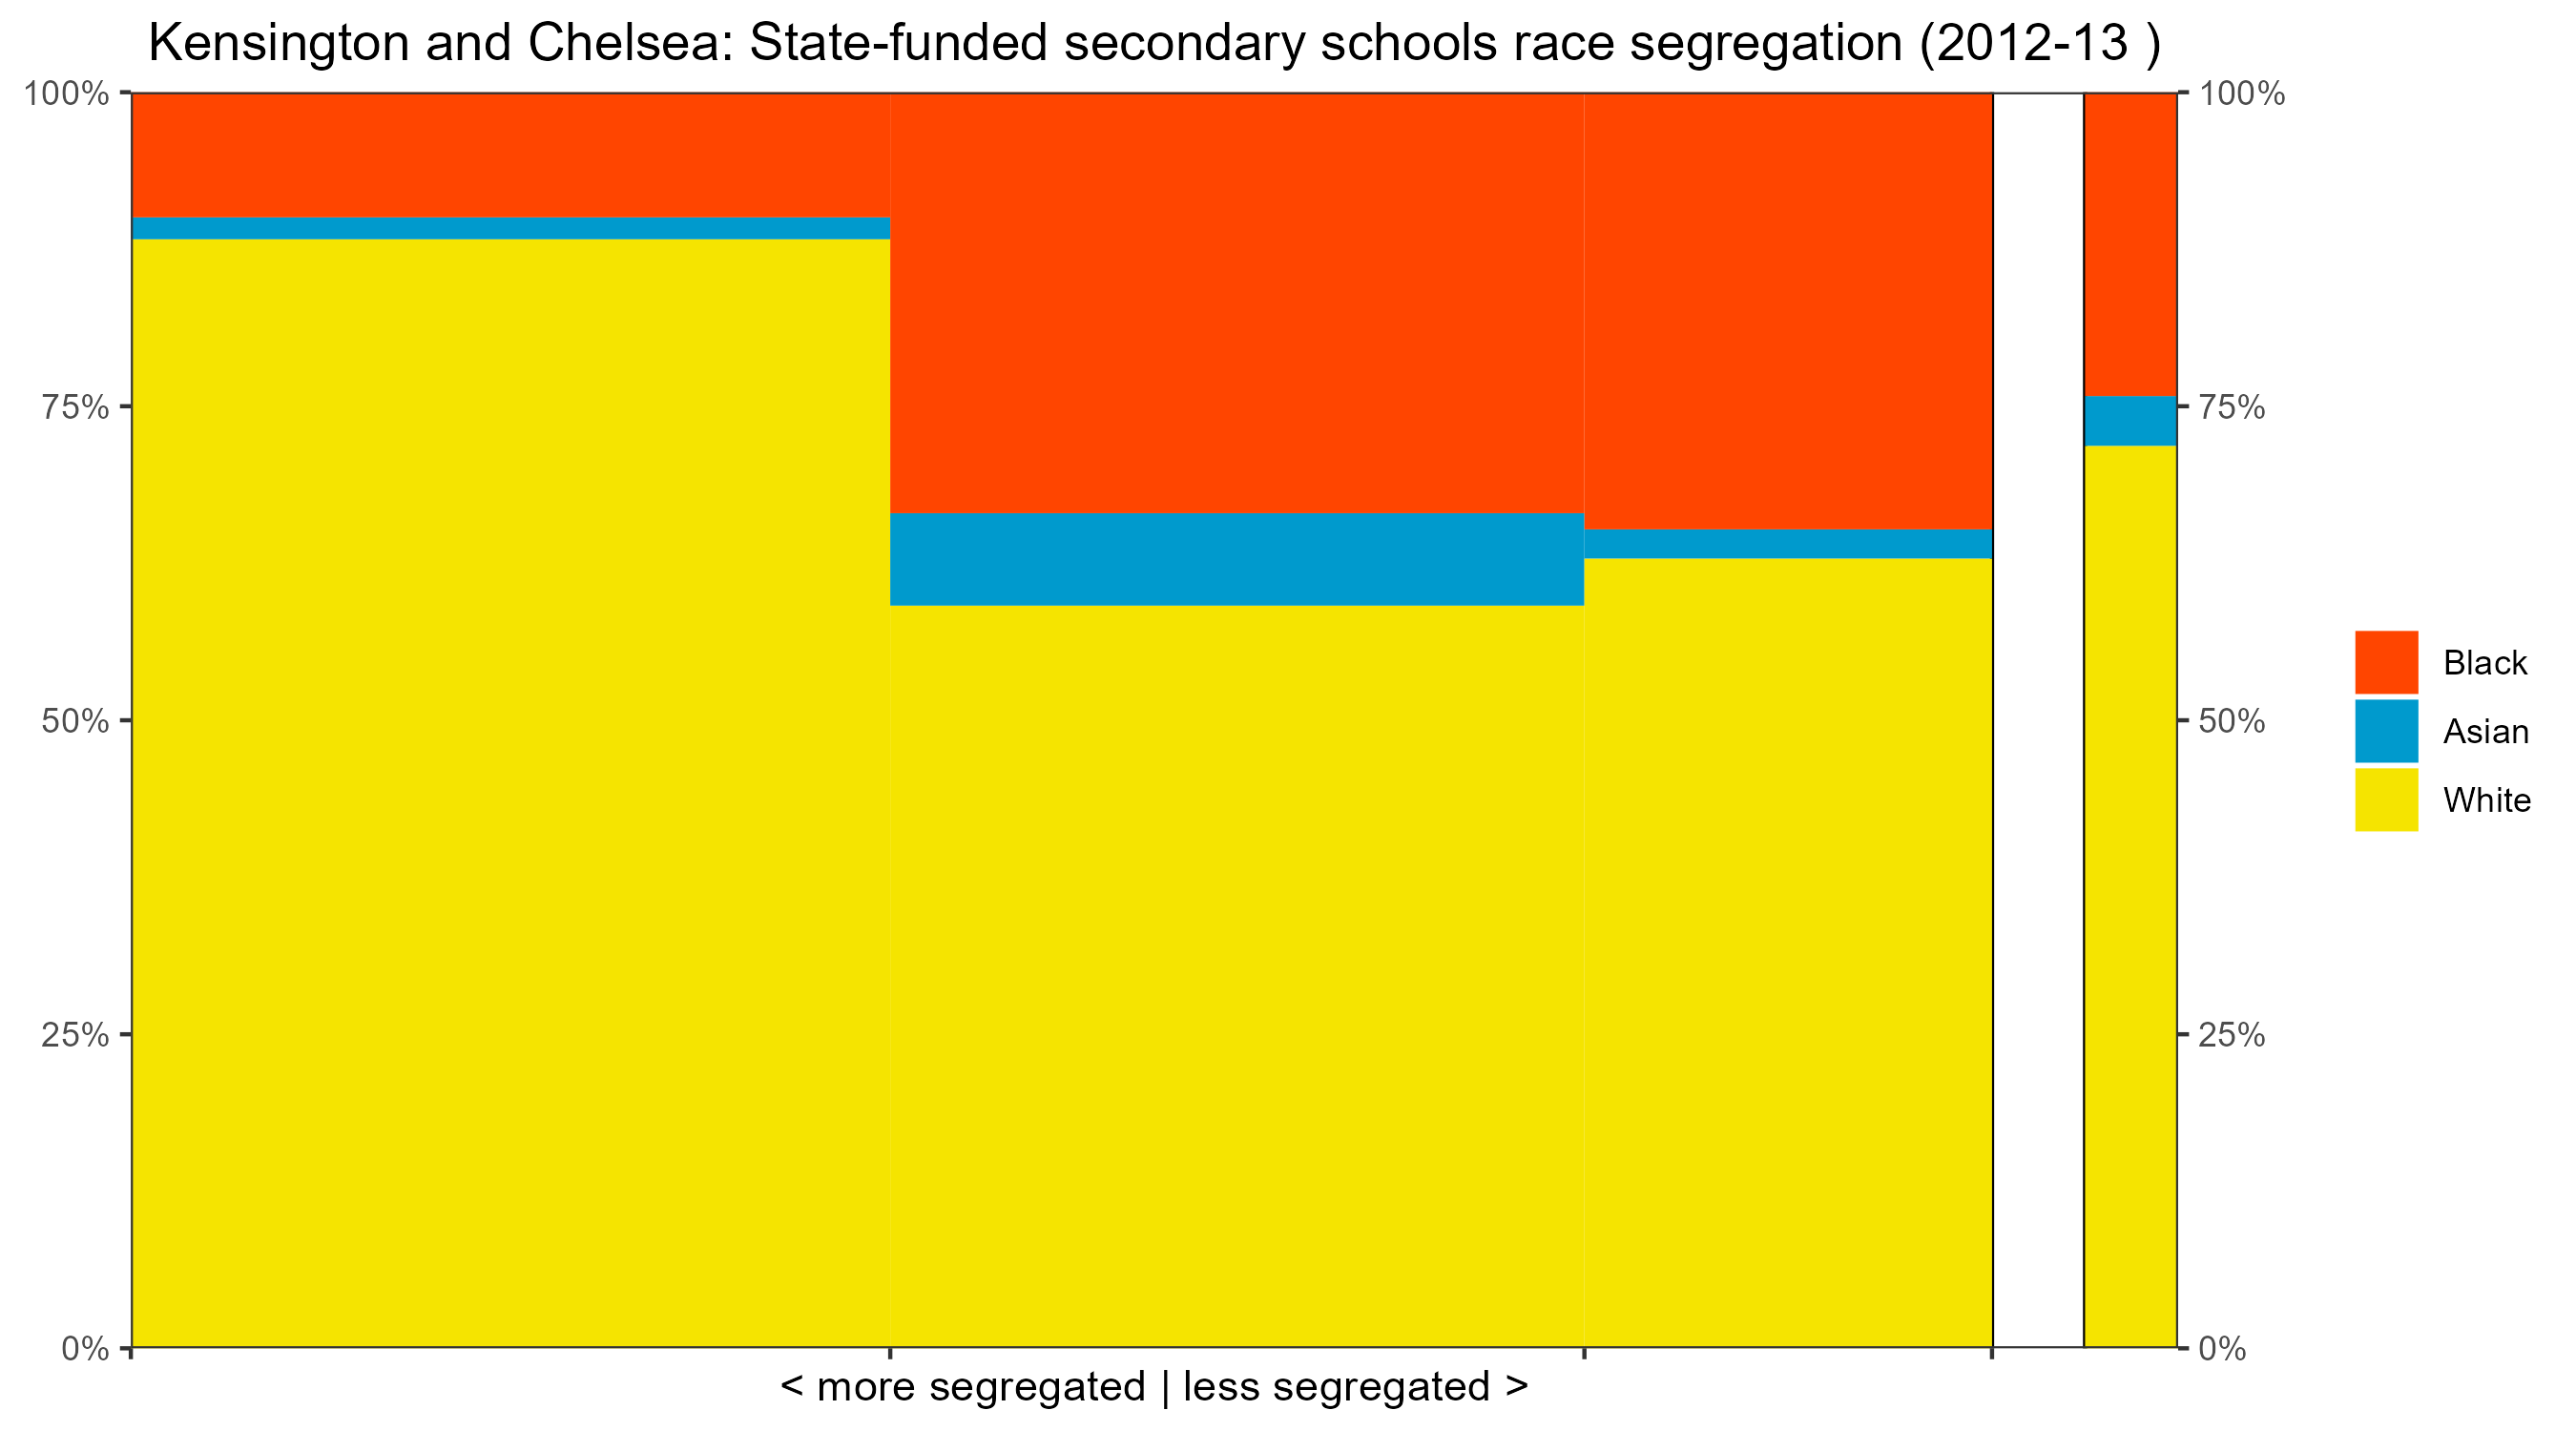 Kensington and Chelsea: State-funded secondary schools race segregation (2012-13 )
100%
75%
50%
25%
0%
100%
75%
50%
25%
0%
Black
Asian
White
< more segregated | less segregated >